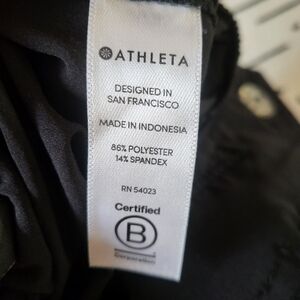 ATHLETA
DESIGNED IN
SAN FRANCISCO
MADE IN INDONESIA
86% POLYESTER
14% SPANDEX
RN 54023
Certified
B
Corporation